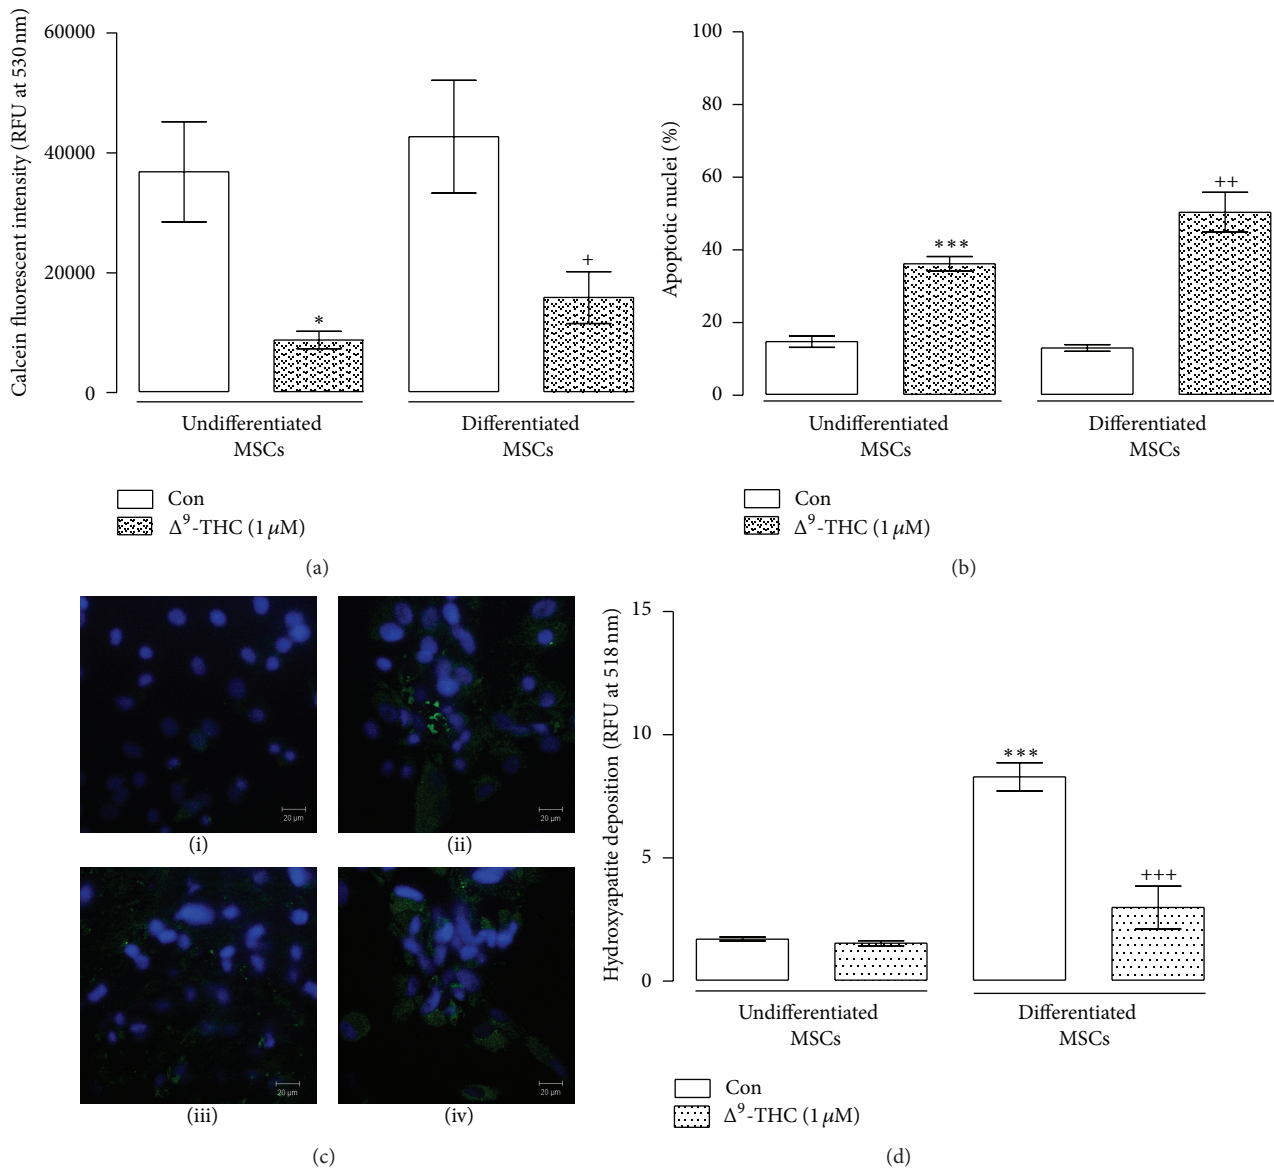 Calcein fluorescent intensity (RFU at 530 nm)
60000
40000
20000
0
*
+
Undifferentiated
MSCs
Differentiated
MSCs
Con
Δ⁹-THC (1 μM)
(a)
Apoptotic nuclei (%)
100
80
60
40
20
0
***
++
Undifferentiated
MSCs
Differentiated
MSCs
Con
Δ⁹-THC (1 μM)
(b)
20 μm
(i)
20 μm
(ii)
20 μm
(iii)
20 μm
(iv)
(c)
Hydroxyapatite deposition (RFU at 518 nm)
15
10
5
0
***
+++
Undifferentiated
MSCs
Differentiated
MSCs
Con
Δ⁹-THC (1 μM)
(d)